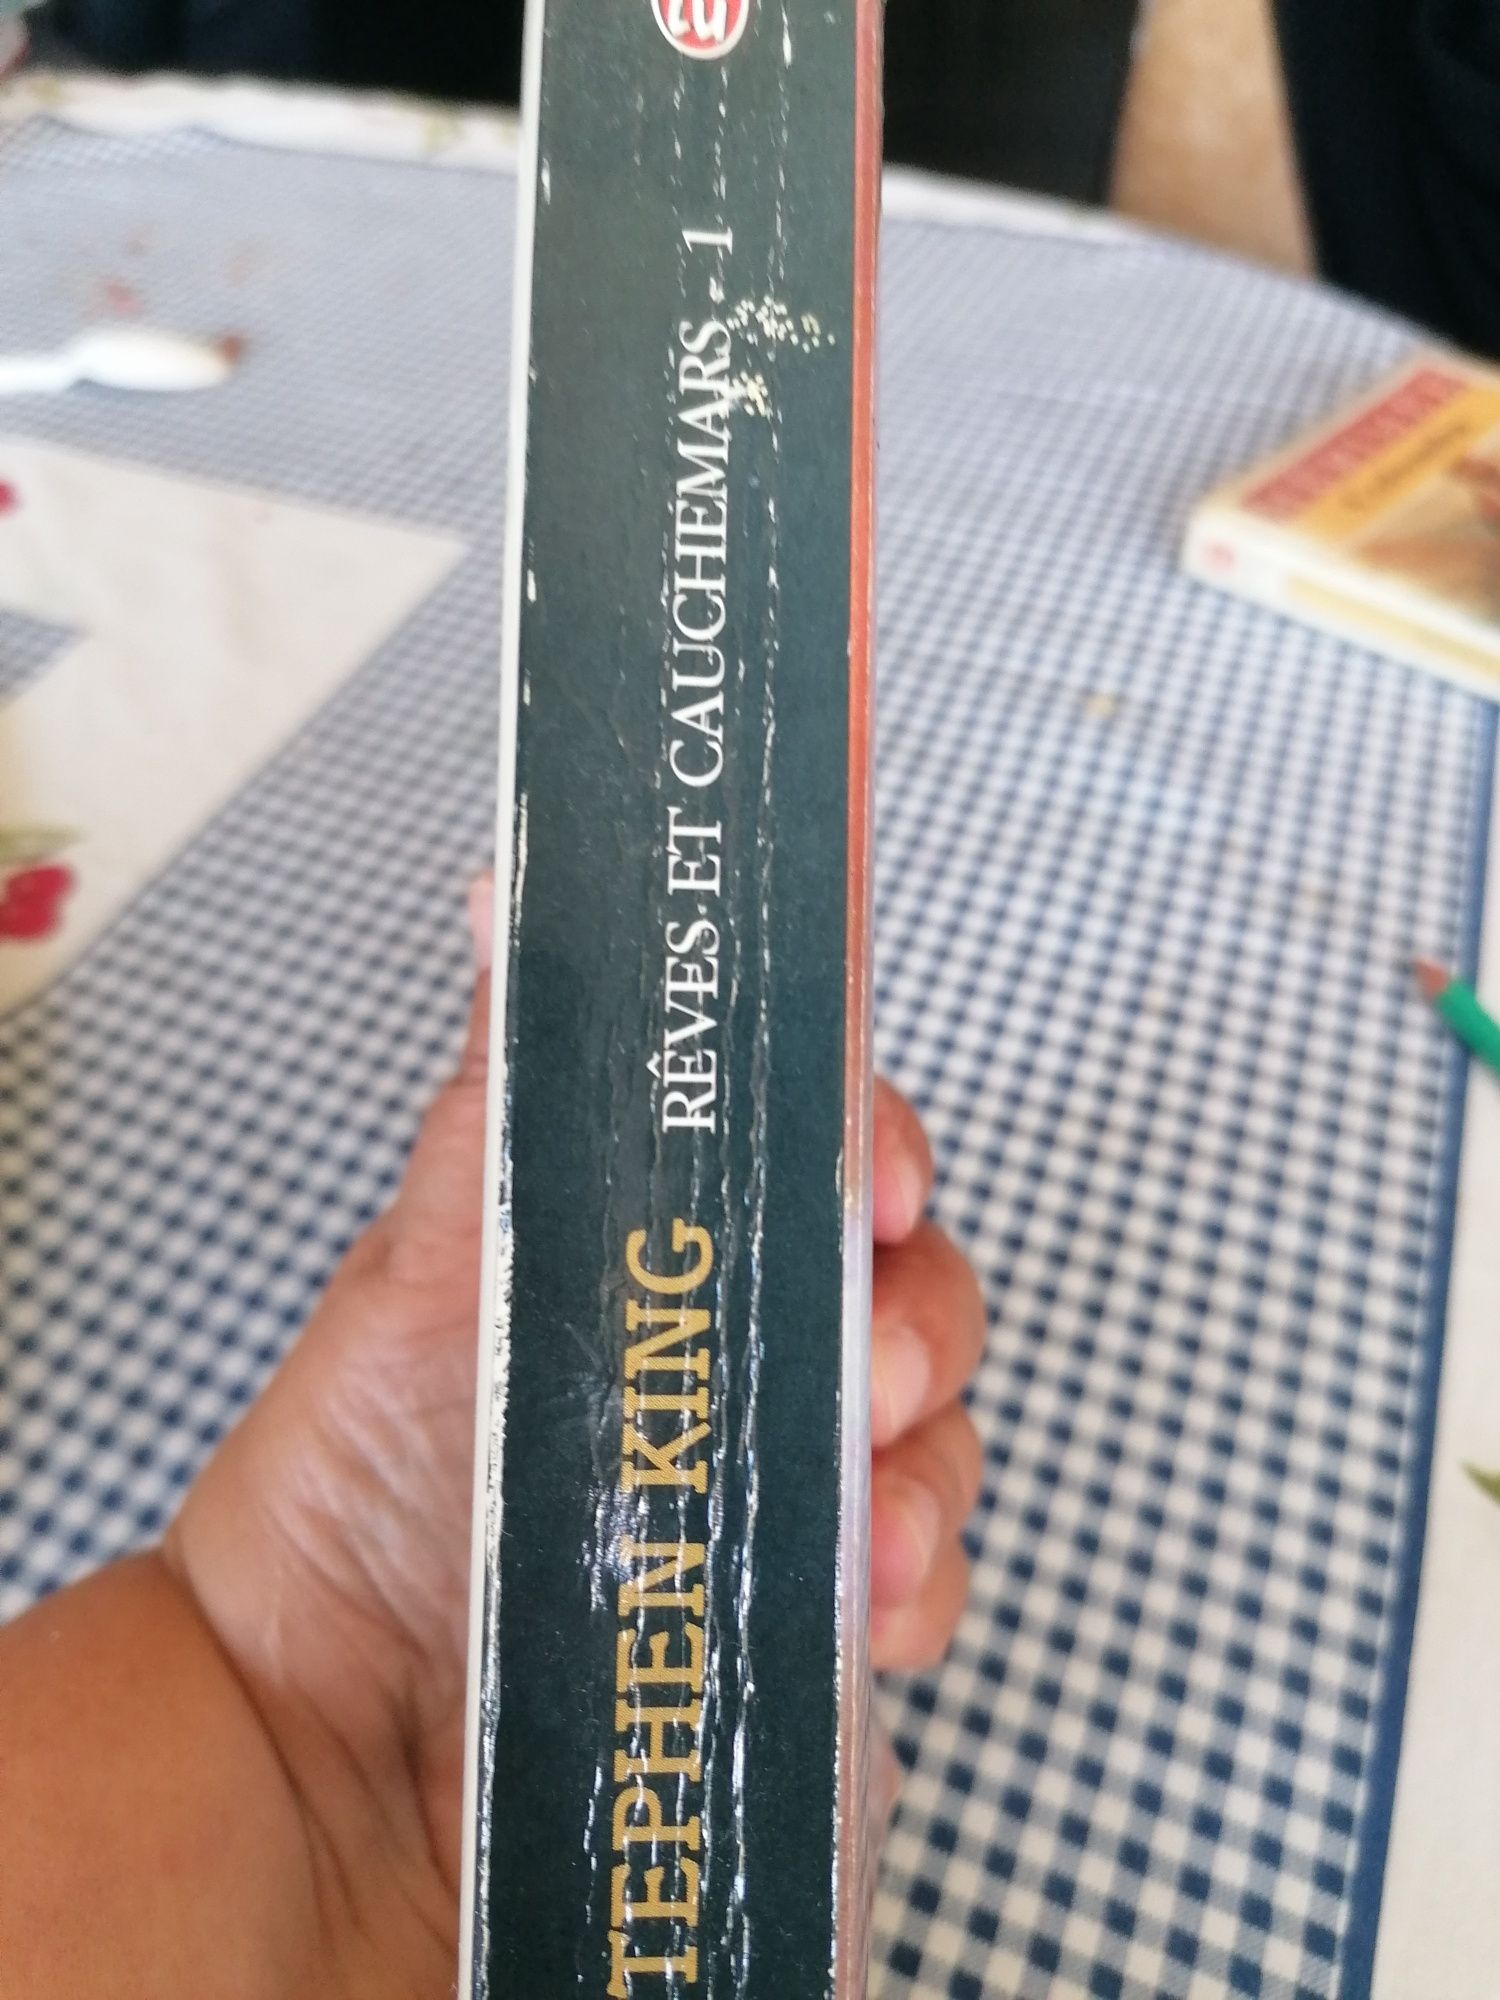 TEPHEN KING RÊVES ET CAUCHEMARS - 1